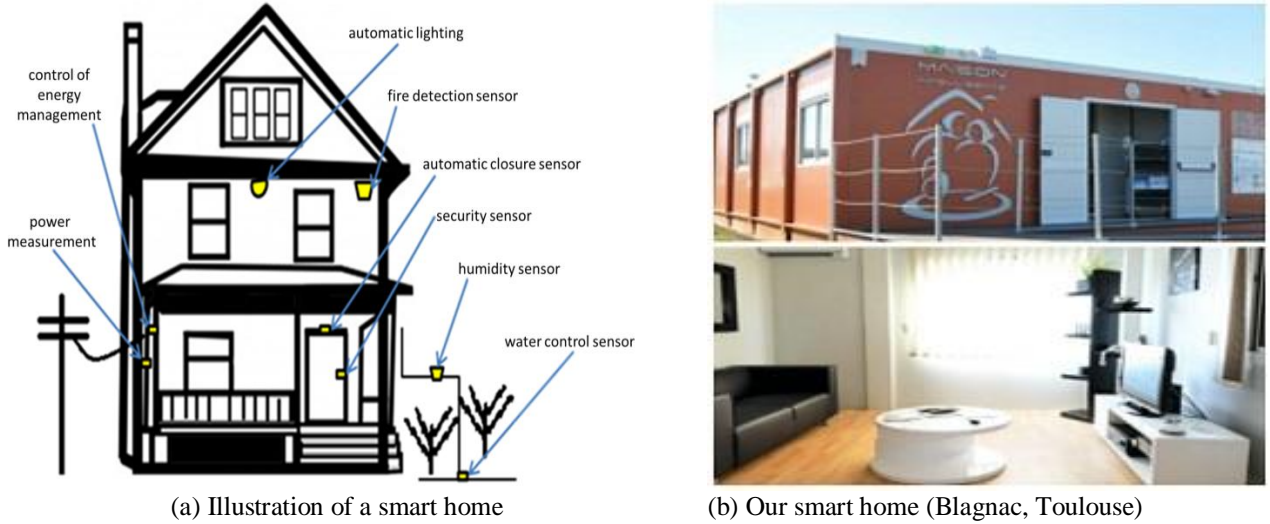 automatic lighting
control of
energy
management
fire detection sensor
automatic closure sensor
security sensor
power
measurement
humidity sensor
water control sensor
MAISON
(a) Illustration of a smart home
(b) Our smart home (Blagnac, Toulouse)